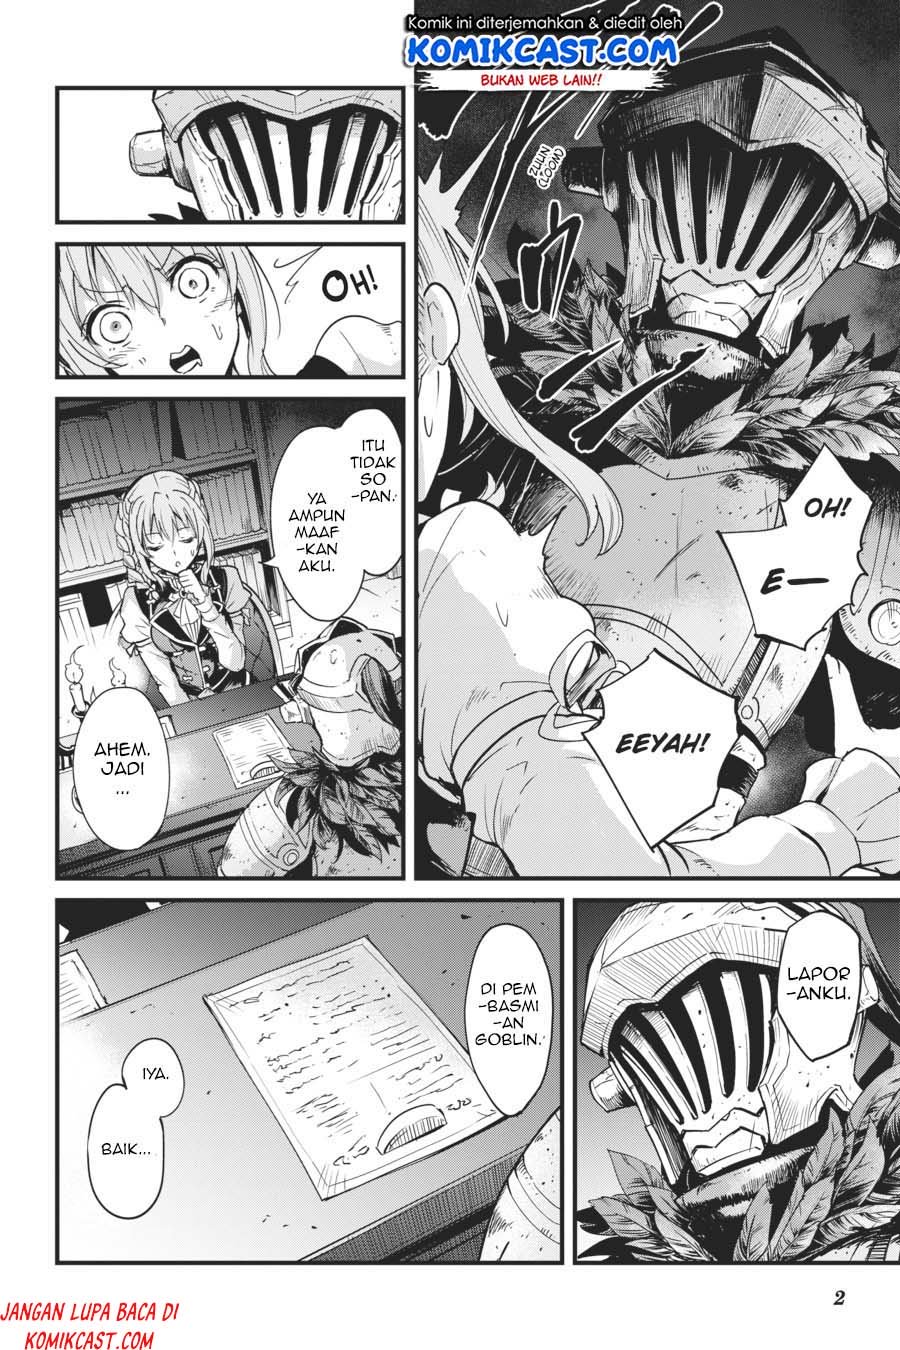 Komik ini diterjemahkan & diedit oleh
KOMIKCAST.COM
BUKAN WEB LAIN!!
ZUUN
(LOOM)
OH!
E—
EEYAH!
OH!
ITU
TIDAK
SO
-PAN.
YA
AMPUN
MAAF
-KAN
AKU.
AHEM.
JADI
...
LAPOR
-ANKU.
DI PEM
-BASMI
-AN
GOBLIN.
IYA.
BAIK...
2
JANGAN LUPA BACA DI
KOMIKCAST.COM